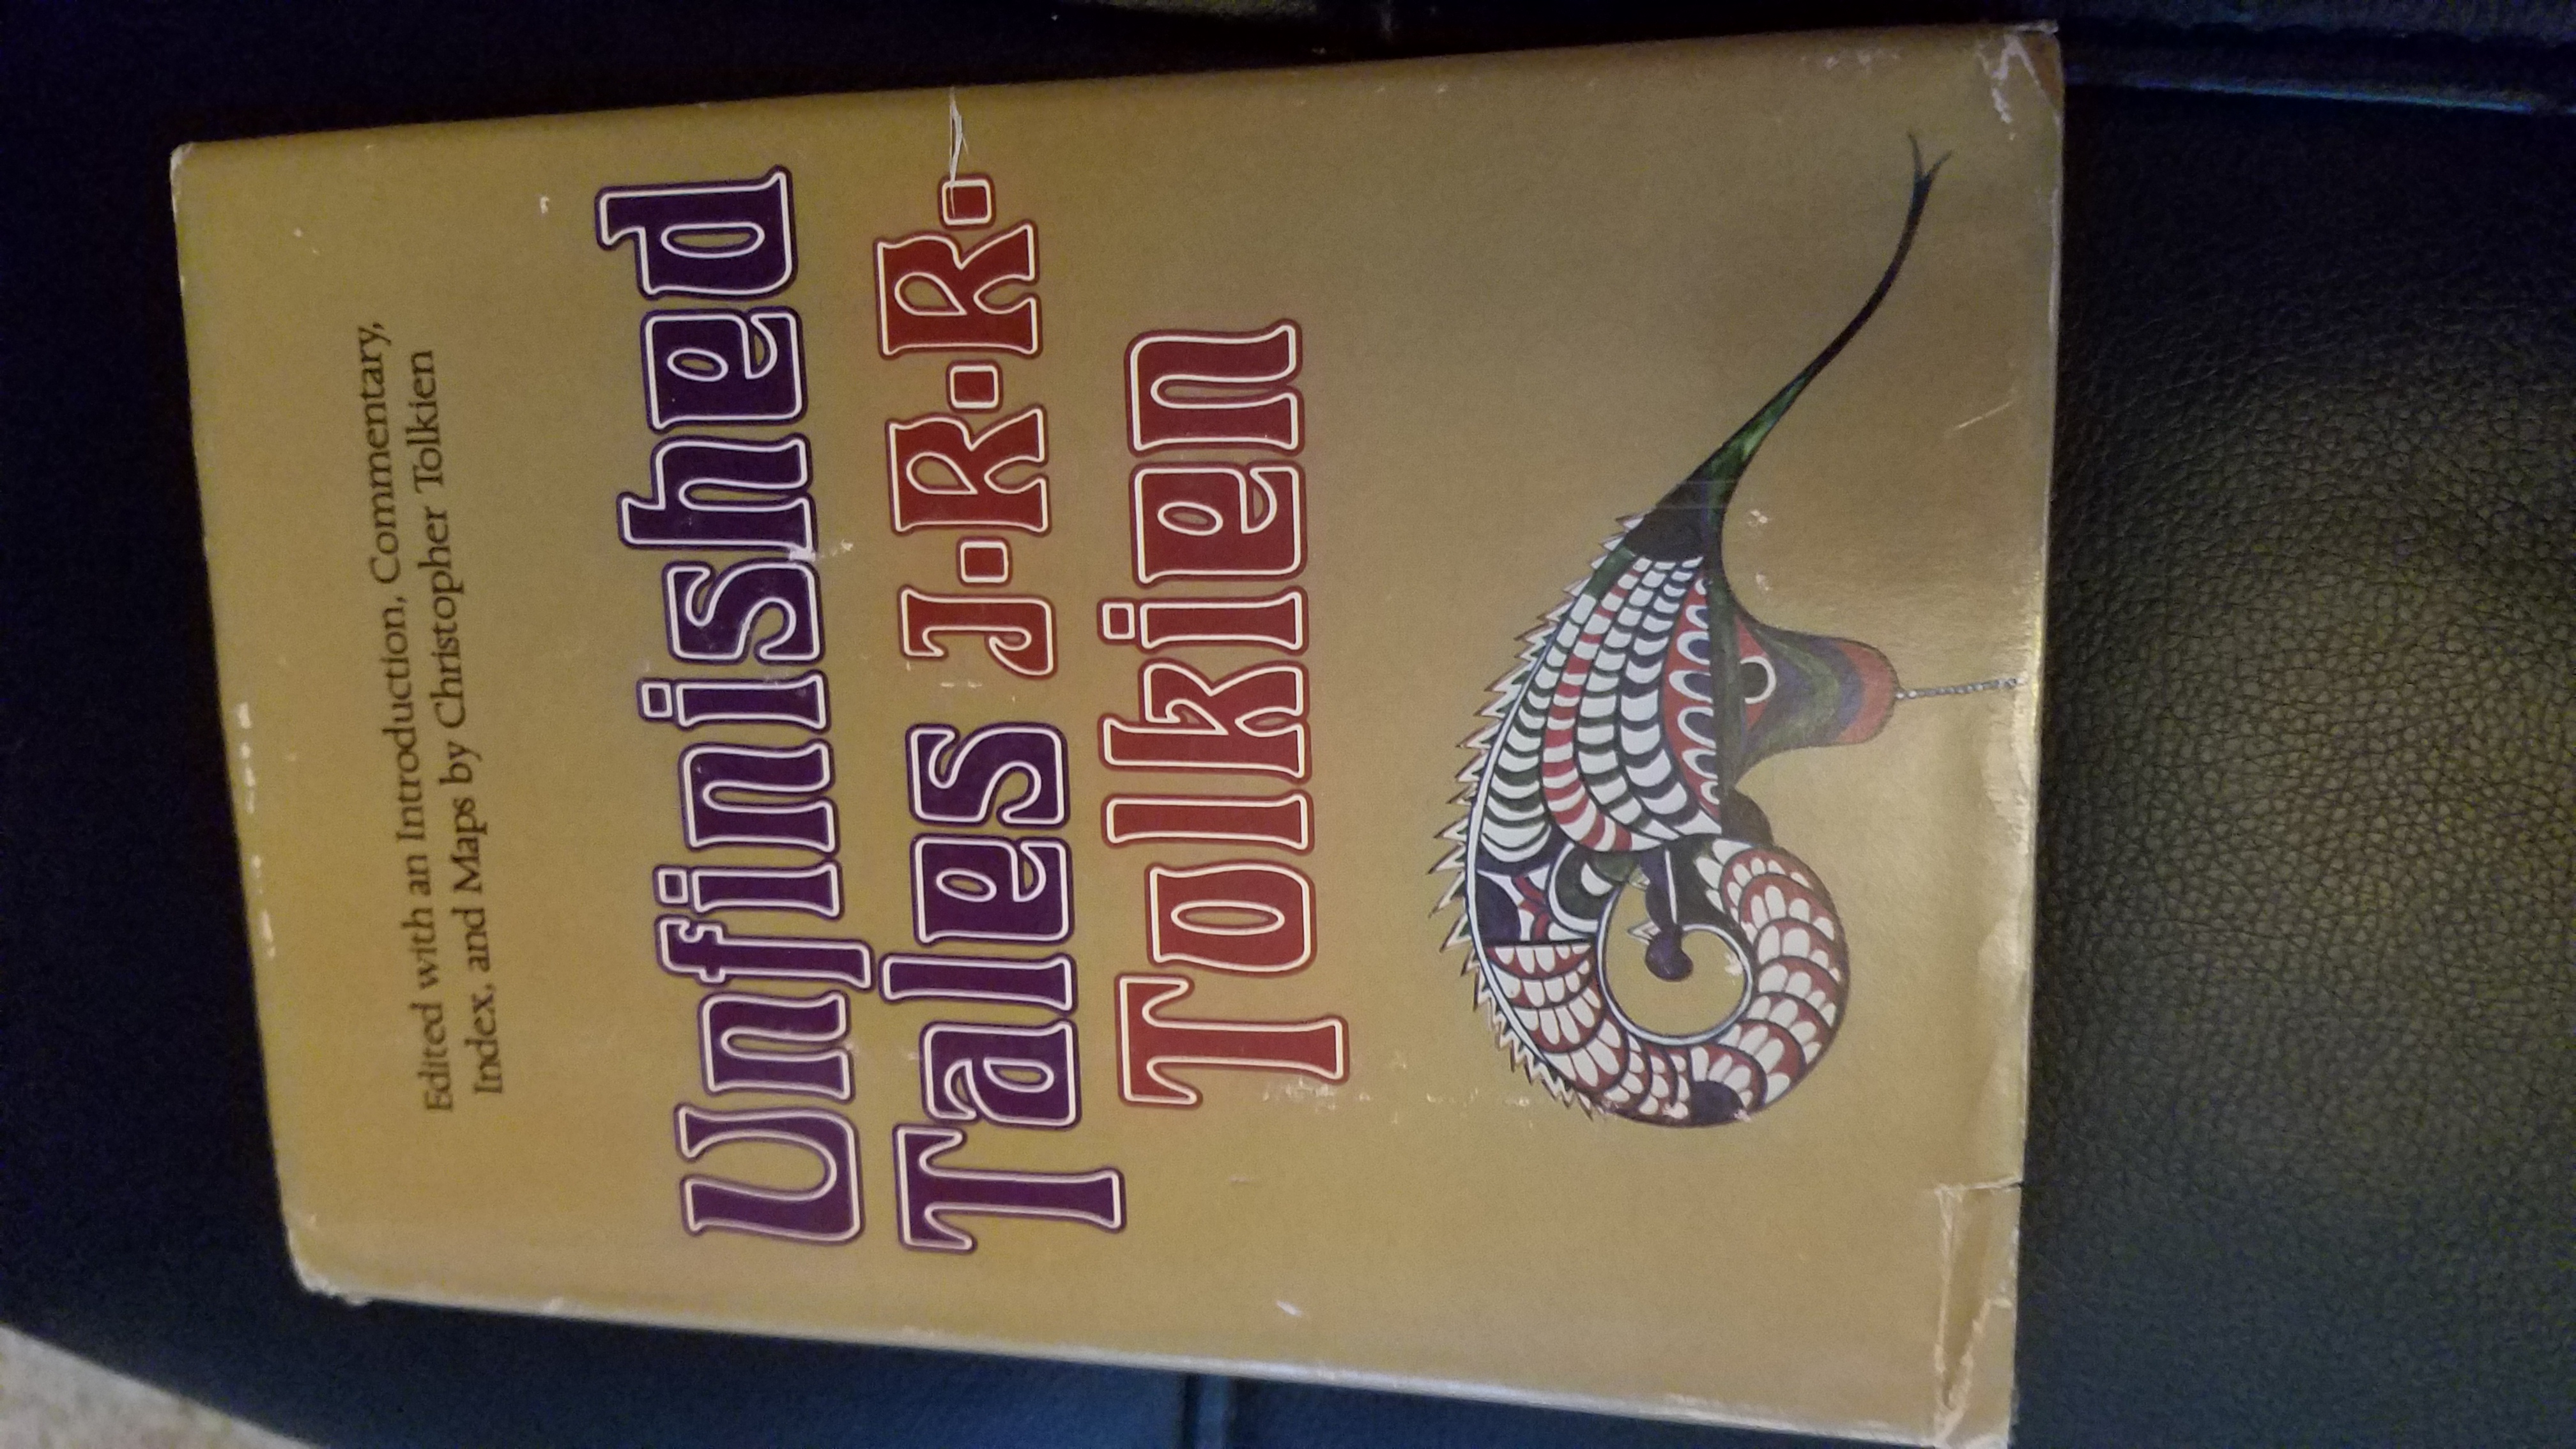 Edited with an Introduction, Commentary,
Index, and Maps by Christopher Tolkien
Unfinished
Tales J.R.R.
Tolkien